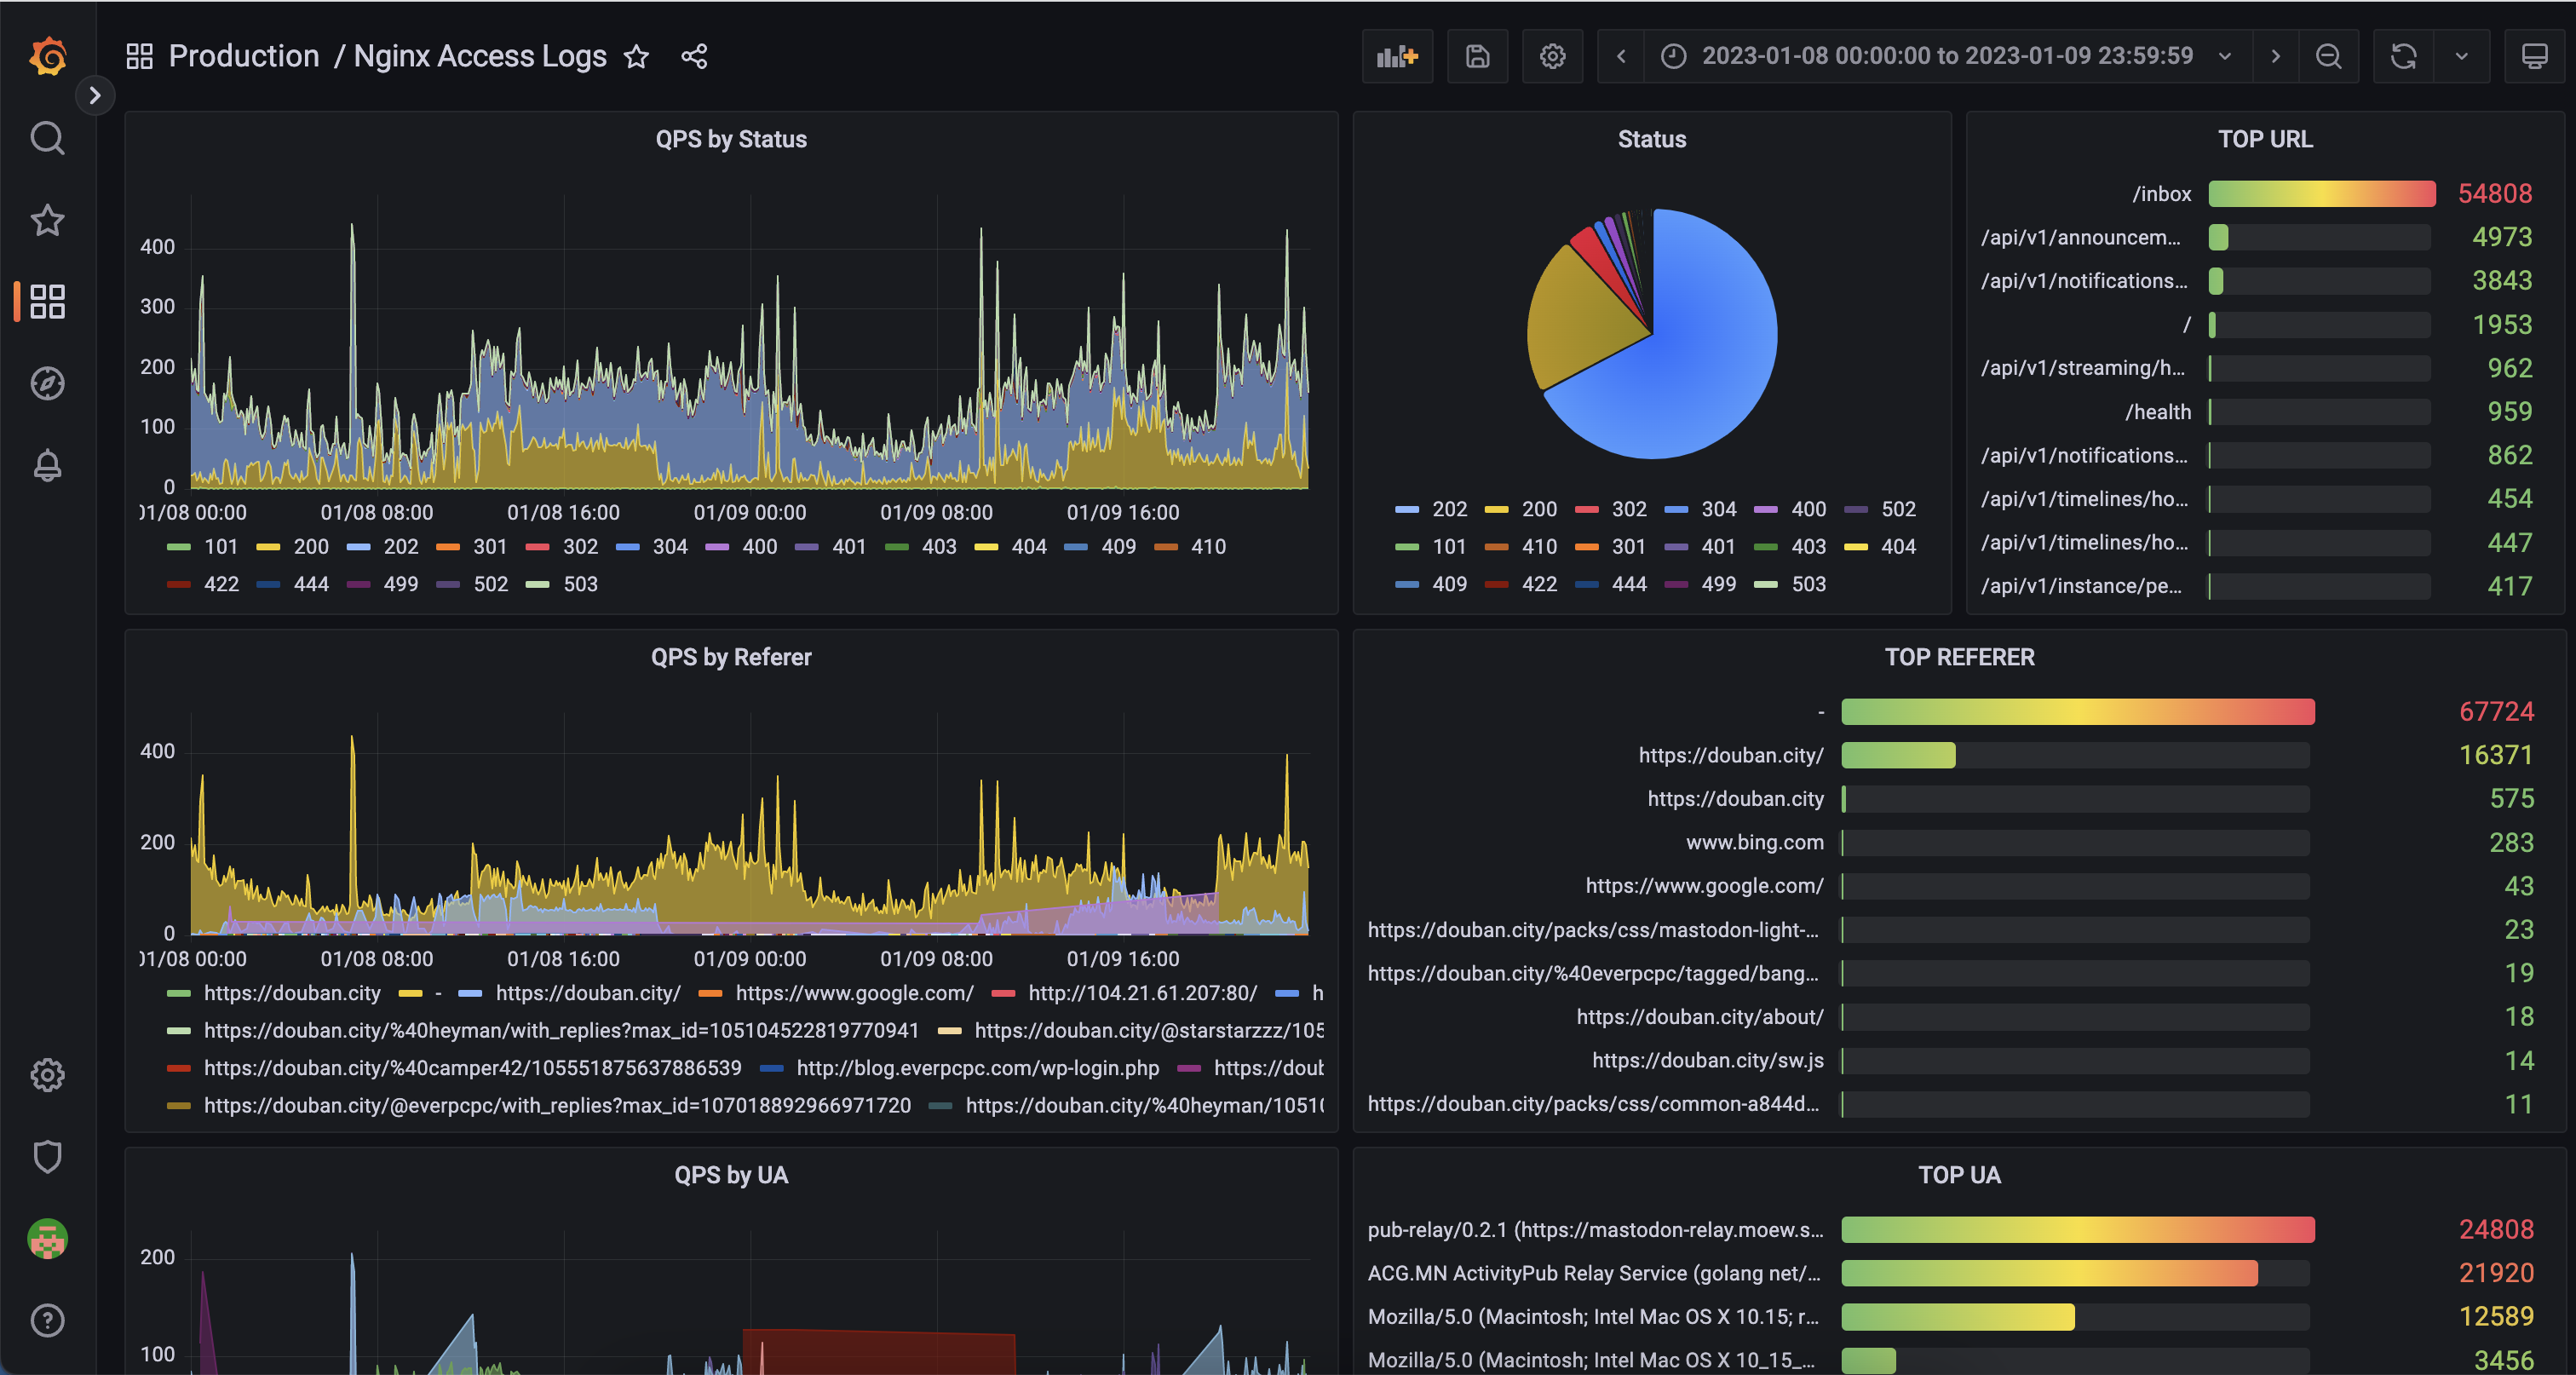 Production / Nginx Access Logs
2023-01-08 00:00:00 to 2023-01-09 23:59:59
QPS by Status
400
300
200
100
0
01/08 00:00 01/08 08:00 01/08 16:00 01/09 00:00 01/09 08:00 01/09 16:00
101 200 202 301 302 304 400 401 403 404 409 410
422 444 499 502 503
Status
202 200 302 304 400 502
101 410 301 401 403 404
409 422 444 499 503
TOP URL
/inbox 54808
/api/v1/announcem... 4973
/api/v1/notifications... 3843
/ 1953
/api/v1/streaming/h... 962
/health 959
/api/v1/notifications... 862
/api/v1/timelines/ho... 454
/api/v1/timelines/ho... 447
/api/v1/instance/pe... 417
QPS by Referer
400
200
0
01/08 00:00 01/08 08:00 01/08 16:00 01/09 00:00 01/09 08:00 01/09 16:00
https://douban.city - https://douban.city/ https://www.google.com/ http://104.21.61.207:80/ h
https://douban.city/%40heyman/with_replies?max_id=105104522819770941 https://douban.city/@starstarzzz/105
https://douban.city/%40camper42/105551875637886539 http://blog.everpcpc.com/wp-login.php https://doub
https://douban.city/@everpcpc/with_replies?max_id=107018892966971720 https://douban.city/%40heyman/10510
TOP REFERER
- 67724
https://douban.city/ 16371
https://douban.city 575
www.bing.com 283
https://www.google.com/ 43
https://douban.city/packs/css/mastodon-light-... 23
https://douban.city/%40everpcpc/tagged/bang... 19
https://douban.city/about/ 18
https://douban.city/sw.js 14
https://douban.city/packs/css/common-a844d... 11
QPS by UA
200
100
TOP UA
pub-relay/0.2.1 (https://mastodon-relay.moew.s... 24808
ACG.MN ActivityPub Relay Service (golang net/... 21920
Mozilla/5.0 (Macintosh; Intel Mac OS X 10.15; r... 12589
Mozilla/5.0 (Macintosh; Intel Mac OS X 10_15_... 3456